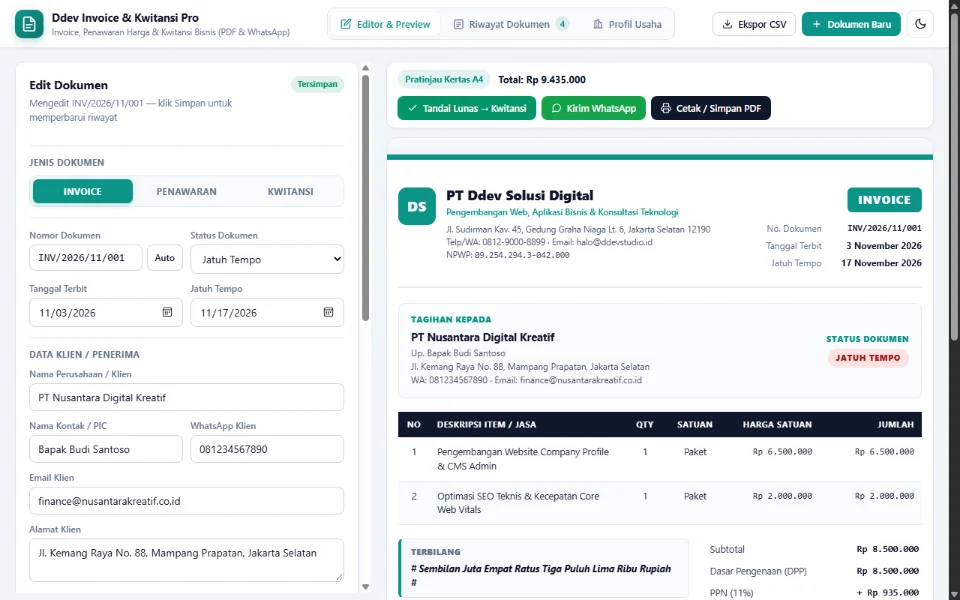 Ddev Invoice & Kwitansi Pro
Invoice, Penawaran Harga & Kwitansi Bisnis (PDF & WhatsApp)
Editor & Preview
Riwayat Dokumen 4
Profil Usaha
Ekspor CSV
+ Dokumen Baru
Edit Dokumen
Tersimpan
Mengedit INV/2026/11/001 — klik Simpan untuk
memperbarui riwayat
JENIS DOKUMEN
INVOICE
PENAWARAN
KWITANSI
Nomor Dokumen
Status Dokumen
INV/2026/11/001
Auto
Jatuh Tempo
Tanggal Terbit
Jatuh Tempo
11/03/2026
11/17/2026
DATA KLIEN / PENERIMA
Nama Perusahaan / Klien
PT Nusantara Digital Kreatif
Nama Kontak / PIC
WhatsApp Klien
Bapak Budi Santoso
081234567890
Email Klien
finance@nusantarakreatif.co.id
Alamat Klien
Jl. Kemang Raya No. 88, Mampang Prapatan, Jakarta Selatan
Pratinjau Kertas A4
Total: Rp 9.435.000
Tandai Lunas → Kwitansi
Kirim WhatsApp
Cetak / Simpan PDF
DS
PT Ddev Solusi Digital
Pengembangan Web, Aplikasi Bisnis & Konsultasi Teknologi
Jl. Sudirman Kav. 45, Gedung Graha Niaga Lt. 6, Jakarta Selatan 12190
Telp/WA: 0812-9000-8899 · Email: halo@ddevstudio.id
NPWP: 09.254.294.3-042.000
INVOICE
No. Dokumen INV/2026/11/001
Tanggal Terbit 3 November 2026
Jatuh Tempo 17 November 2026
TAGIHAN KEPADA
PT Nusantara Digital Kreatif
Up. Bapak Budi Santoso
Jl. Kemang Raya No. 88, Mampang Prapatan, Jakarta Selatan
WA: 081234567890 · Email: finance@nusantarakreatif.co.id
STATUS DOKUMEN
JATUH TEMPO
NO DESKRIPSI ITEM / JASA QTY SATUAN HARGA SATUAN JUMLAH
1 Pengembangan Website Company Profile 1 Paket Rp 6.500.000 Rp 6.500.000
& CMS Admin
2 Optimasi SEO Teknis & Kecepatan Core 1 Paket Rp 2.000.000 Rp 2.000.000
Web Vitals
TERBILANG
# Sembilan Juta Empat Ratus Tiga Puluh Lima Ribu Rupiah
#
Subtotal Rp 8.500.000
Dasar Pengenaan (DPP) Rp 8.500.000
PPN (11%) + Rp 935.000